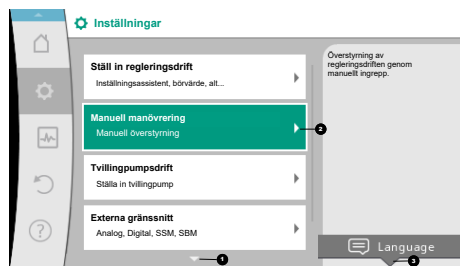 Inställningar
Ställ in regleringsdrift
Inställningsassistent, börvärde, alt...
Manuell manövrering
Manuell överstyrning
Tvillingpumpsdrift
Ställa in tvillingpump
Externa gränssnitt
Analog, Digital, SSM, SBM
Överstyrning av
regleringsdriften genom
manuellt ingrepp.
2
1
Language
3